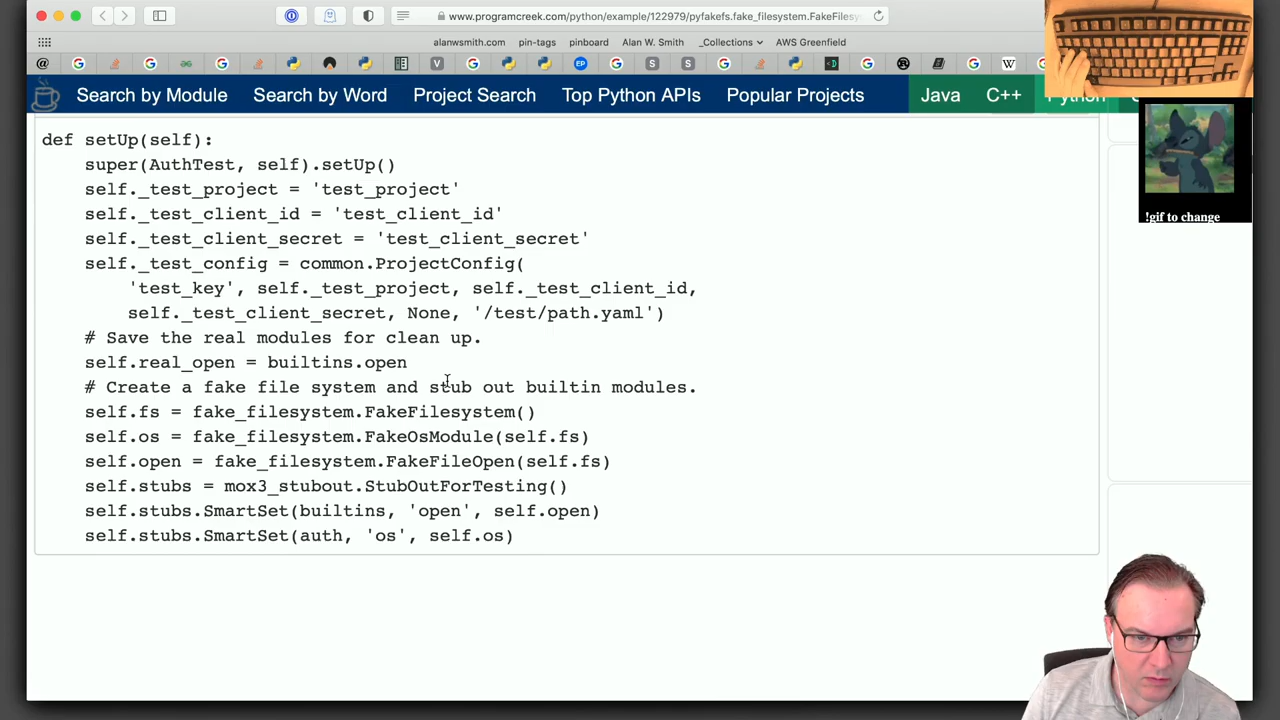 www.programcreek.com/python/example/122979/pyfakefs.fake_filesystem.FakeFilesy
alanwsmith.com pin-tags pinboard Alan W. Smith _Collections AWS Greenfield
Search by Module Search by Word Project Search Top Python APIs Popular Projects Java C++ Python
def setUp(self):
super(AuthTest, self).setUp()
self._test_project = 'test_project'
self._test_client_id = 'test_client_id'
self._test_client_secret = 'test_client_secret'
self._test_config = common.ProjectConfig(
'test_key', self._test_project, self._test_client_id,
self._test_client_secret, None, '/test/path.yaml')
# Save the real modules for clean up.
self.real_open = builtins.open
# Create a fake file system and stub out builtin modules.
self.fs = fake_filesystem.FakeFilesystem()
self.os = fake_filesystem.FakeOsModule(self.fs)
self.open = fake_filesystem.FakeFileOpen(self.fs)
self.stubs = mox3_stubout.StubOutForTesting()
self.stubs.SmartSet(builtins, 'open', self.open)
self.stubs.SmartSet(auth, 'os', self.os)
!gif to change